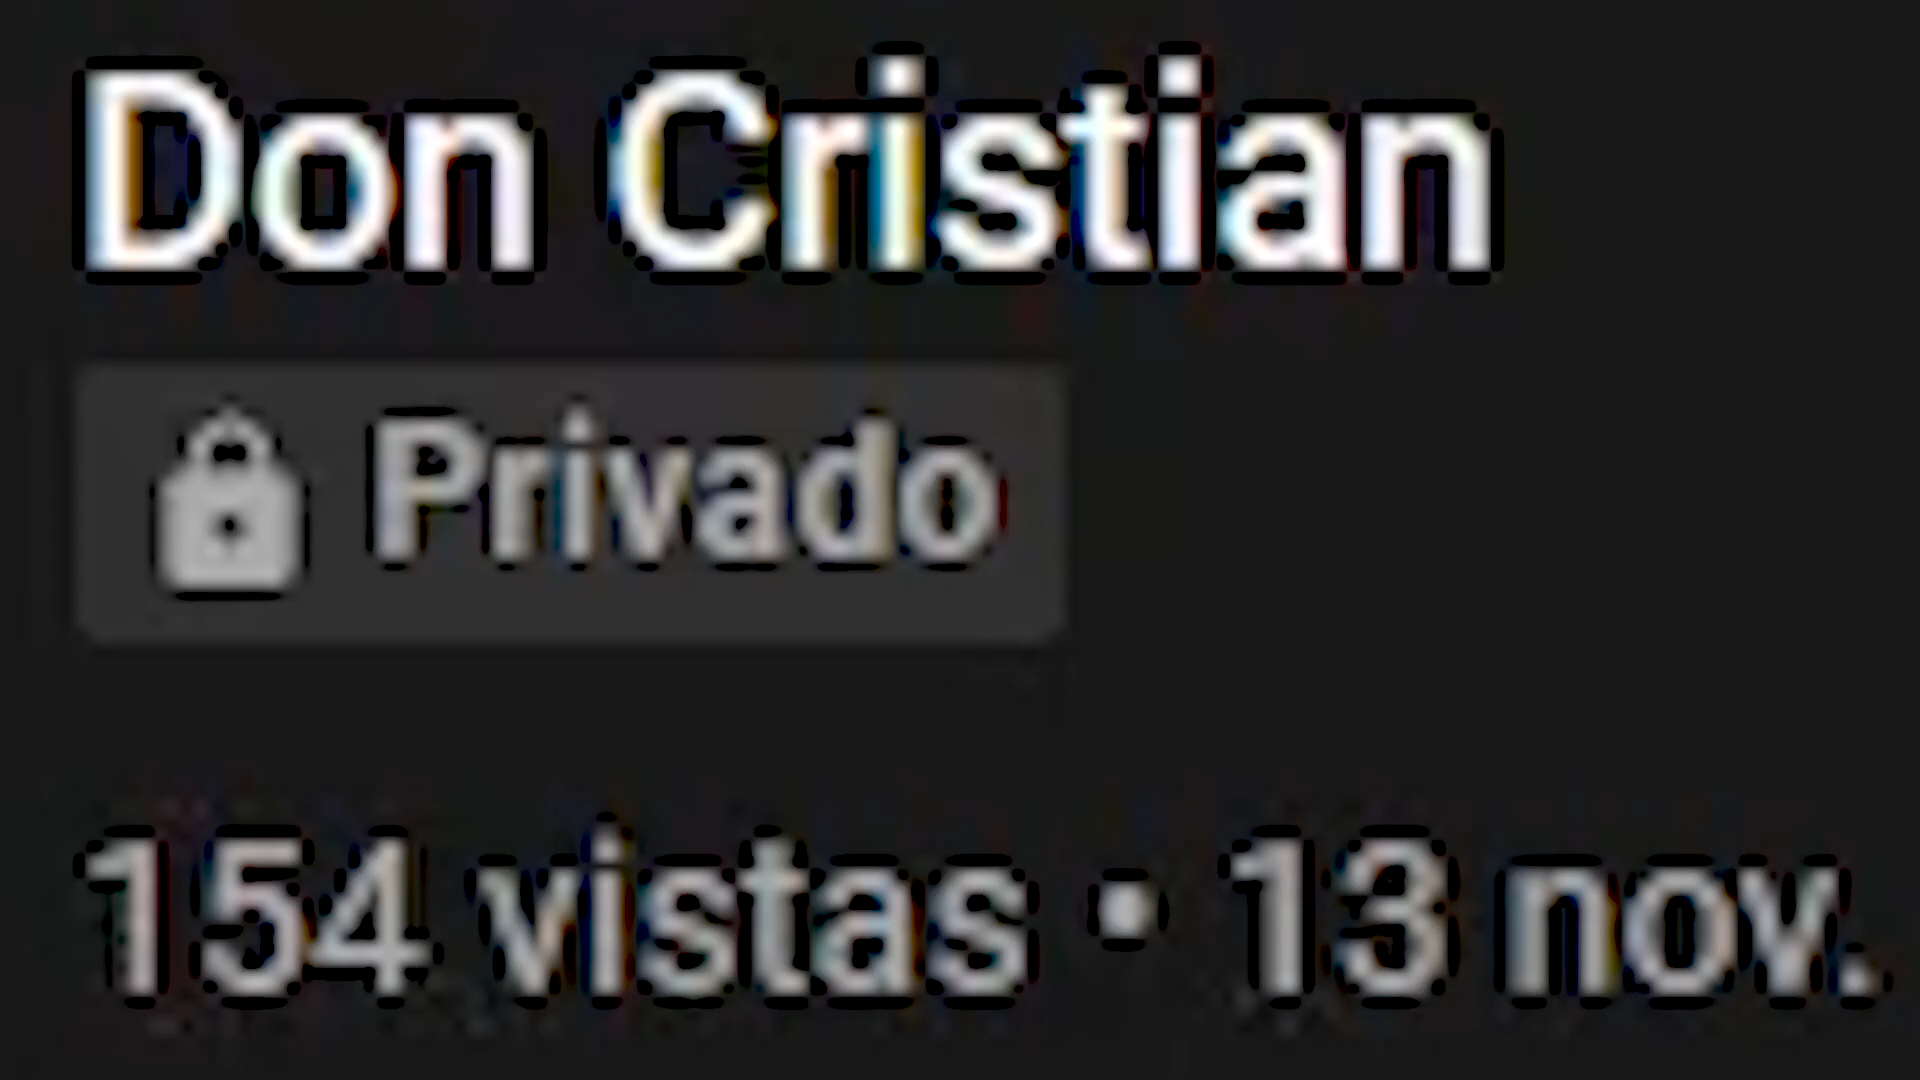 Don Cristian
Privado
154 vistas • 13 nov.